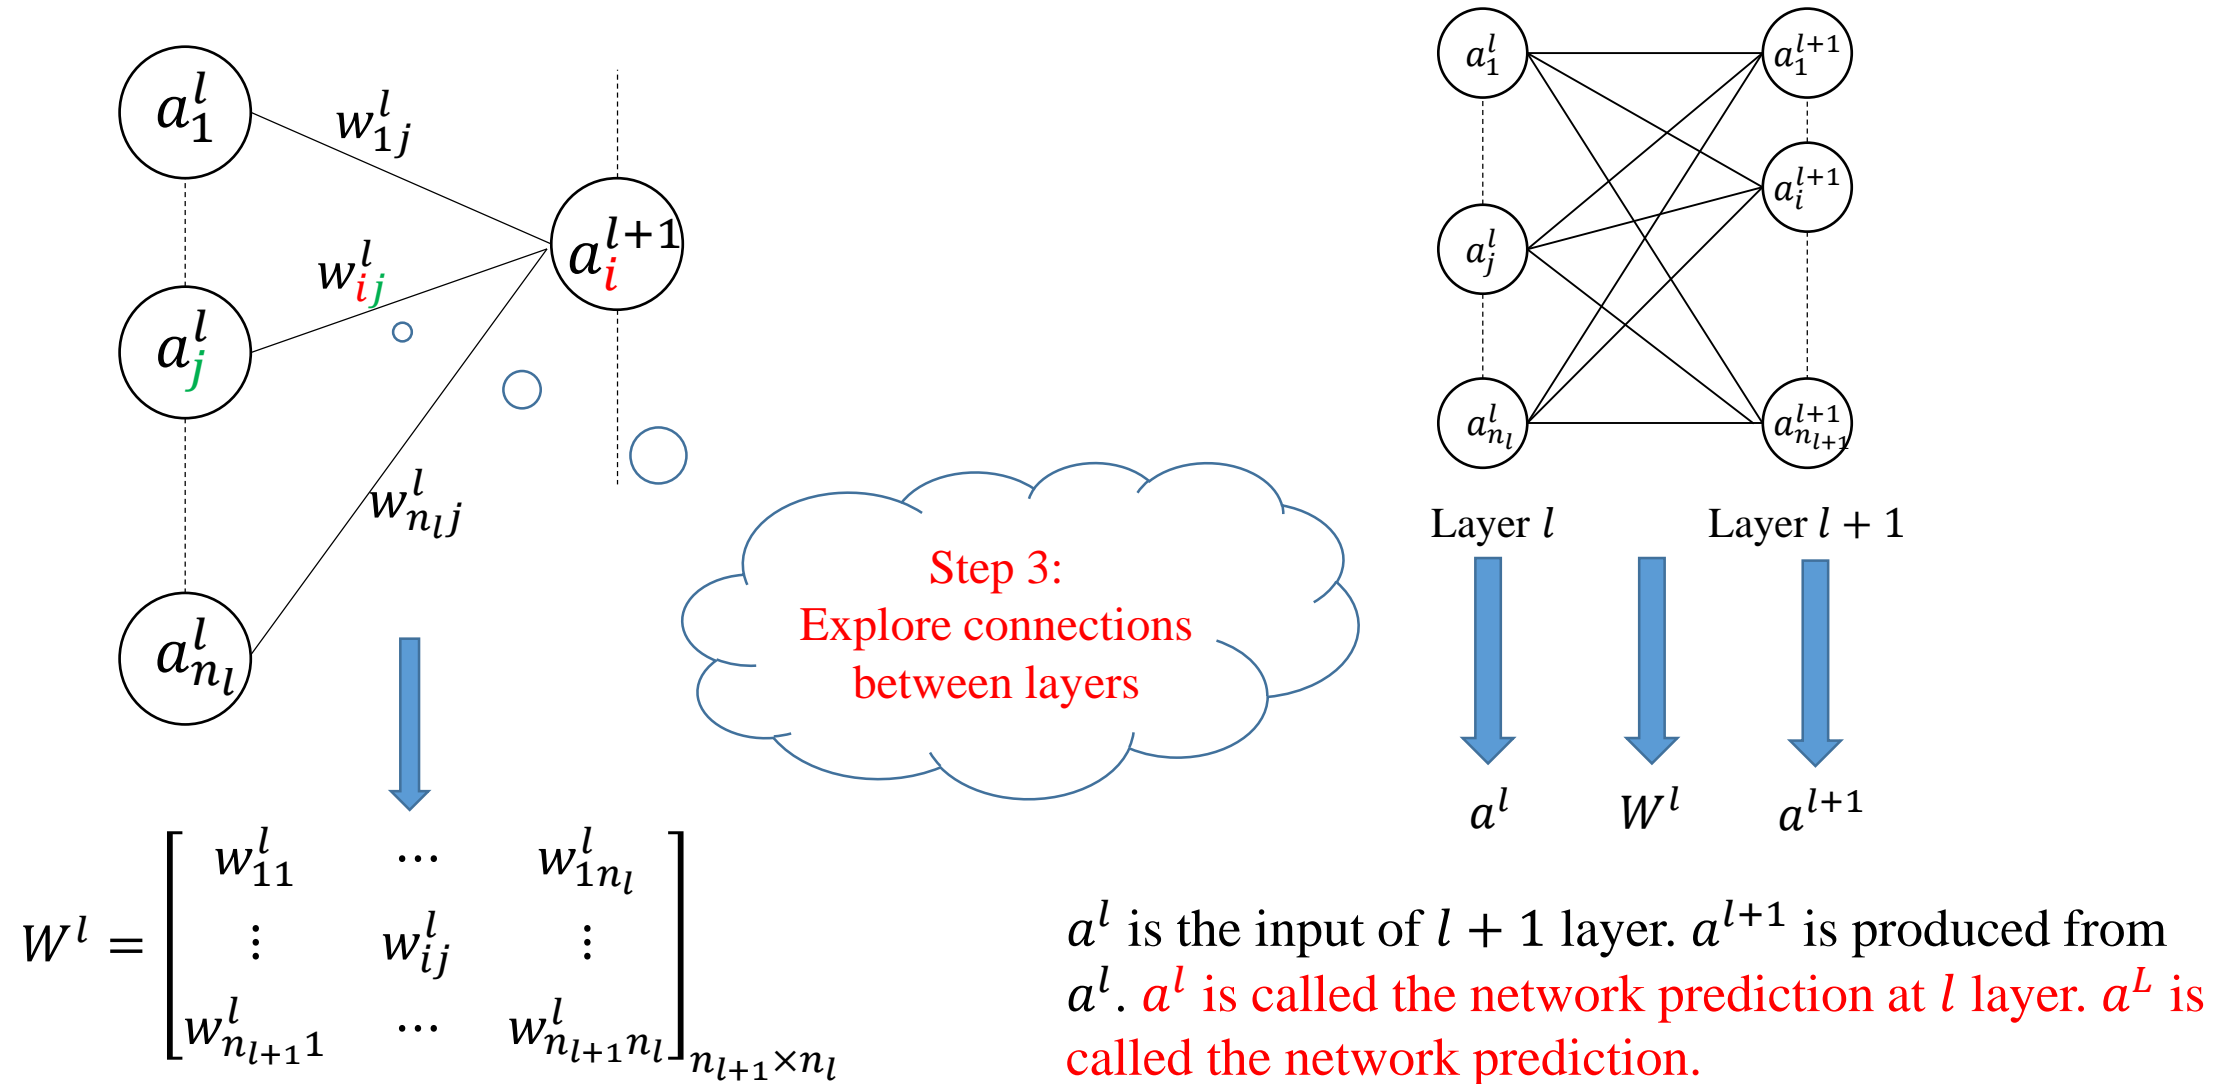 a_1^l
w_{1j}^l
a_i^{l+1}
w_{ij}^l
a_j^l
w_{n_l j}^l
a_{n_l}^l
W^l = [ w_{11}^l ⋯ w_{1n_l}^l
⋮ w_{ij}^l ⋮
w_{n_{l+1}1}^l ⋯ w_{n_{l+1}n_l}^l ]_{n_{l+1}×n_l}
Step 3:
Explore connections
between layers
a_1^l a_1^{l+1}
a_i^{l+1}
a_j^l
a_{n_l}^l a_{n_{l+1}}^{l+1}
Layer l Layer l + 1
a^l W^l a^{l+1}
a^l is the input of l + 1 layer. a^{l+1} is produced from
a^l. a^l is called the network prediction at l layer. a^L is
called the network prediction.